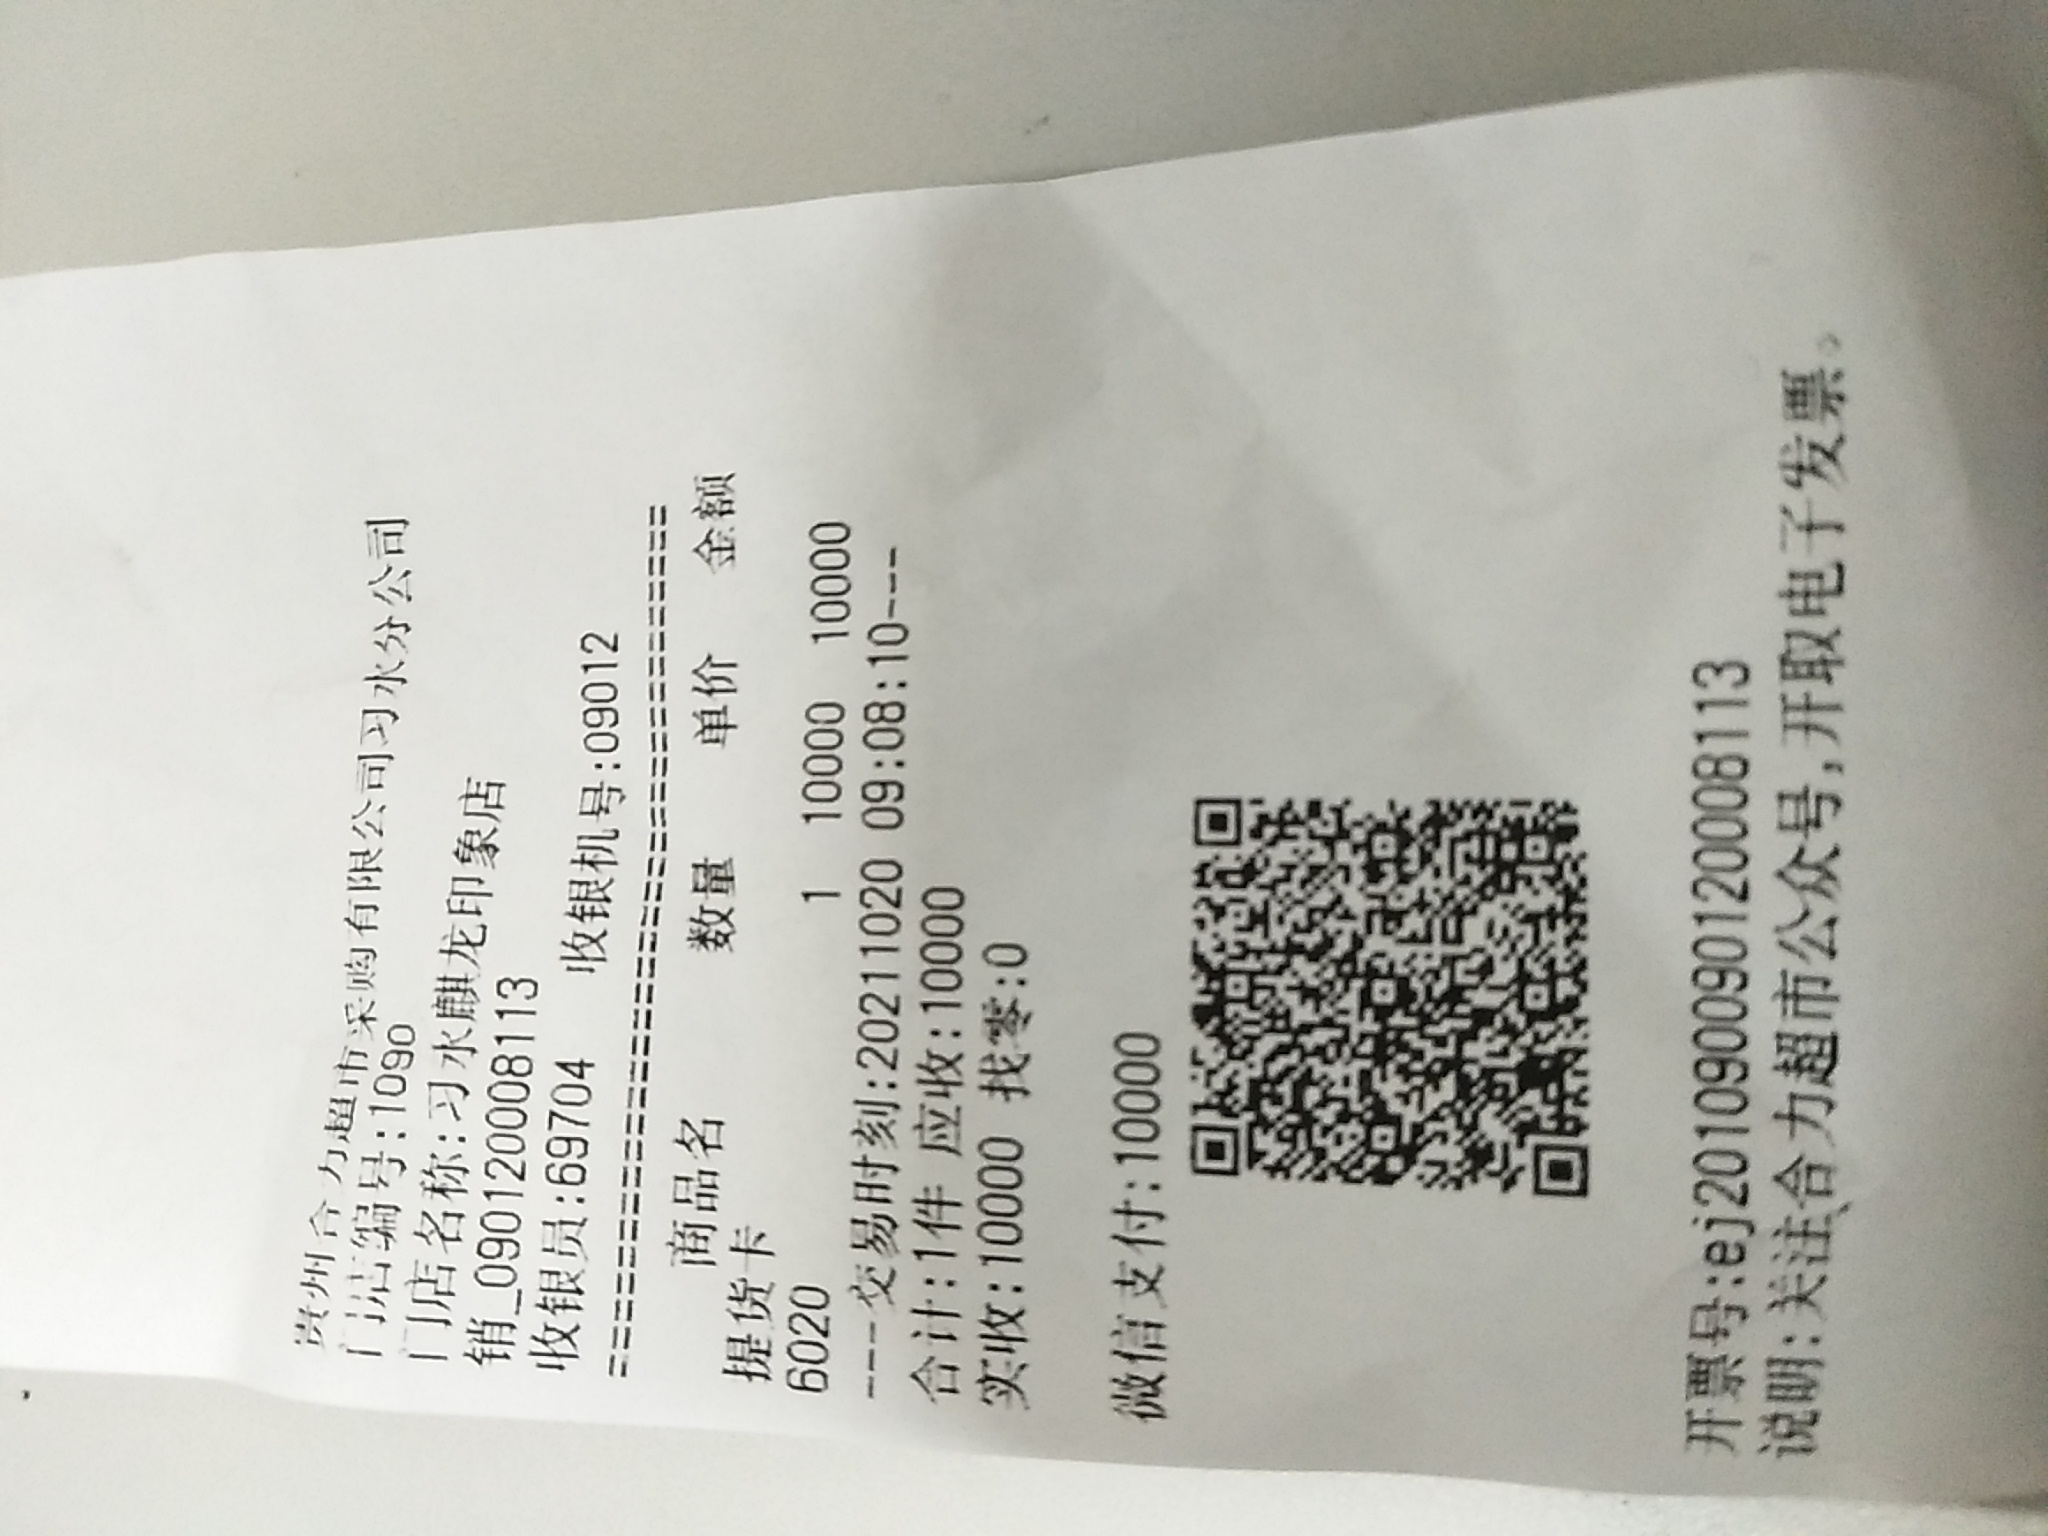 贵州合力超市采购有限公司习水分公司
门店编号:1090
门店名称:习水麒龙印象店
销_090120008113
收银员:69704 收银机号:09012
==========================================
商品名 数量 单价 金额
提货卡
6020 1 10000 10000
---交易时刻:20211020 09:08:10---
合计:1件 应收:10000
实收:10000 找零:0
微信支付:10000
开票号:ej201090090120008113
说明:关注合力超市公众号,开取电子发票。